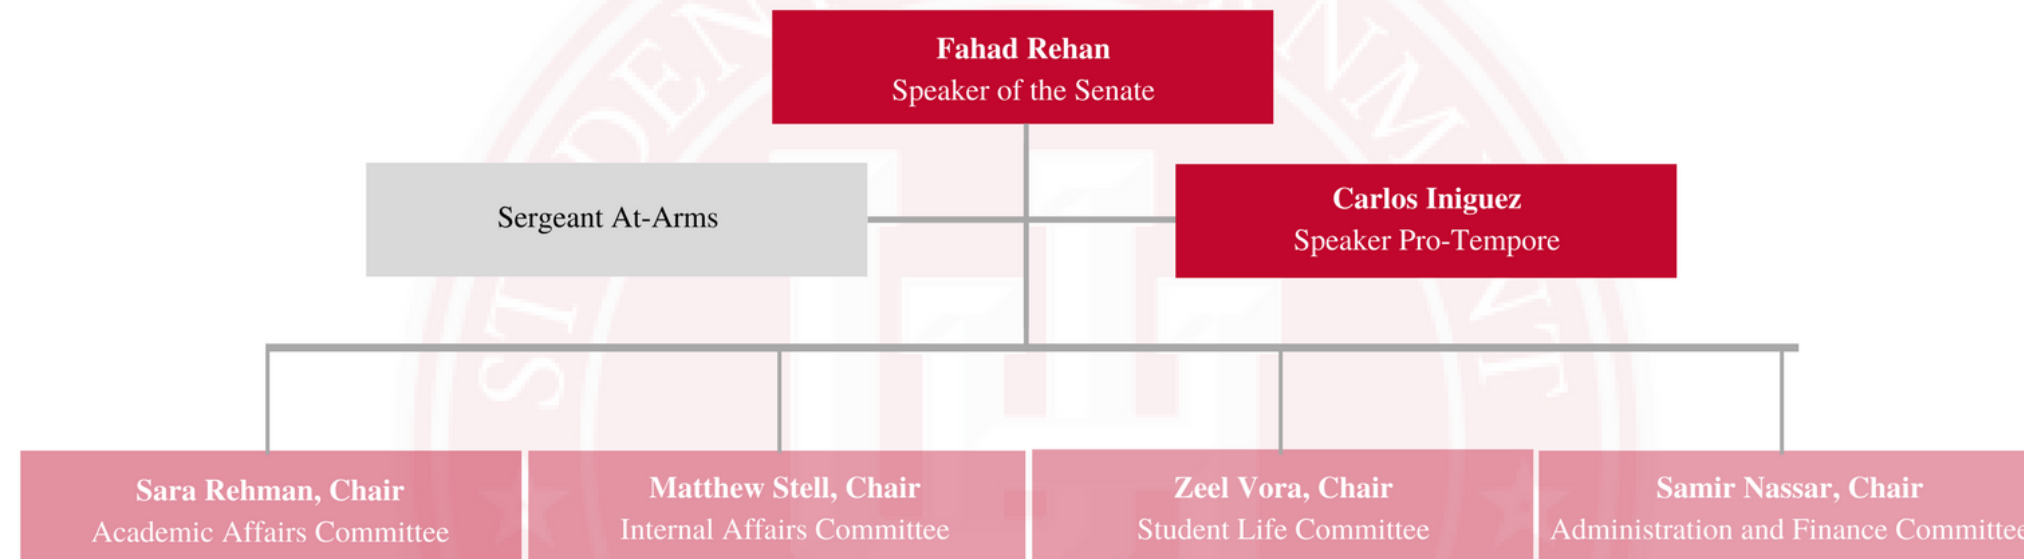 Fahad Rehan
Speaker of the Senate
Sergeant At-Arms
Carlos Iniguez
Speaker Pro-Tempore
Sara Rehman, Chair
Academic Affairs Committee
Matthew Stell, Chair
Internal Affairs Committee
Zeel Vora, Chair
Student Life Committee
Samir Nassar, Chair
Administration and Finance Committee